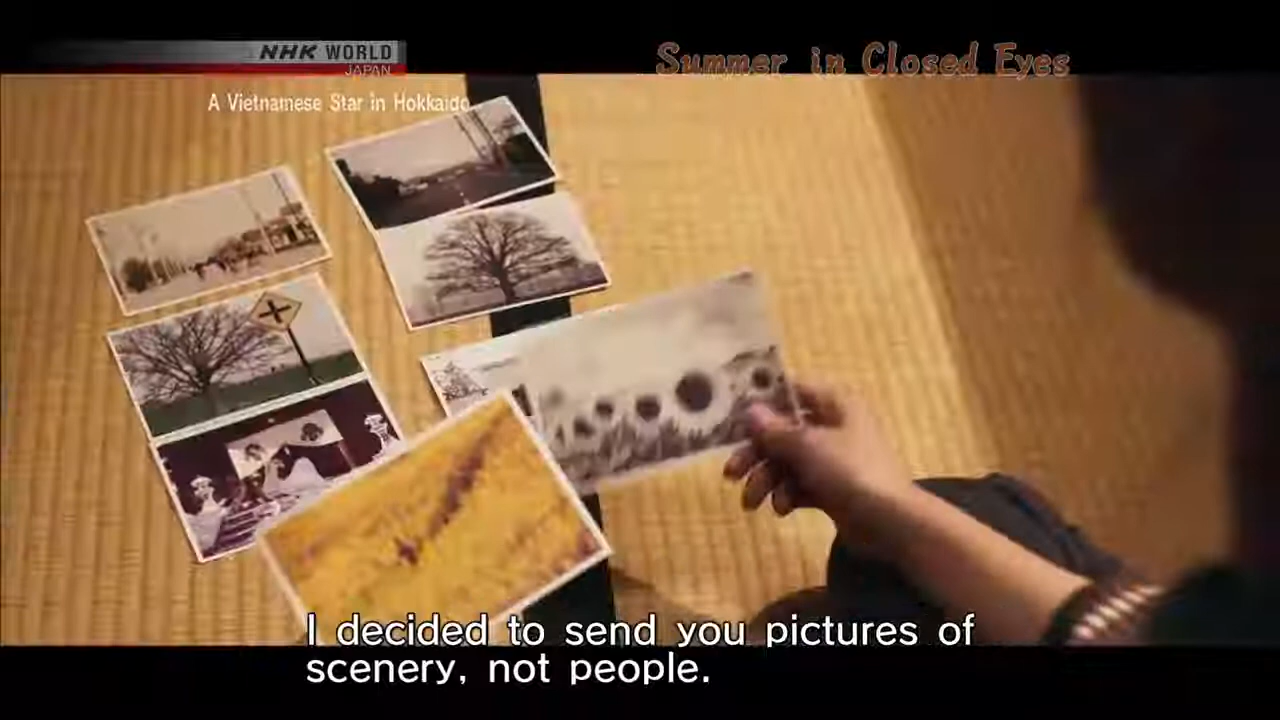 NHK WORLD
JAPAN
Summer in Closed Eyes
A Vietnamese Star in Hokkaido
I decided to send you pictures of
scenery, not people.